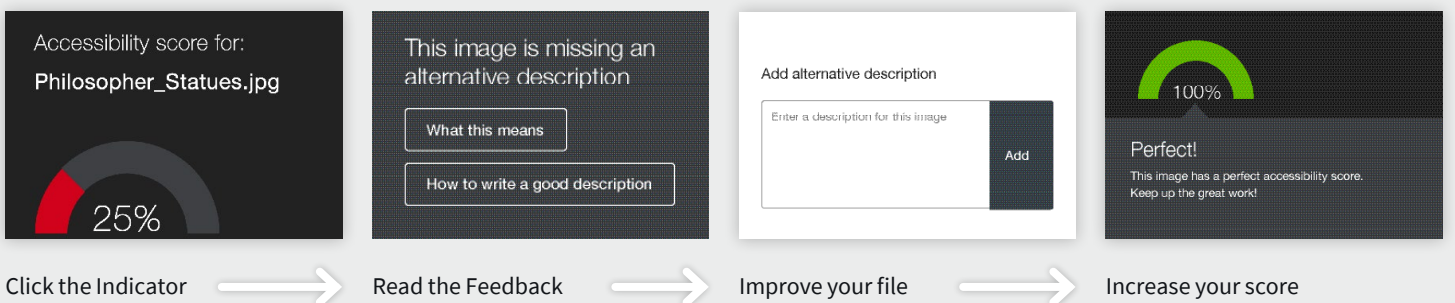 Accessibility score for:
Philosopher_Statues.jpg
25%
Click the Indicator
This image is missing an
alternative description
What this means
How to write a good description
Read the Feedback
Add alternative description
Enter a description for this image
Add
Improve your file
100%
Perfect!
This image has a perfect accessibility score.
Keep up the great work!
Increase your score